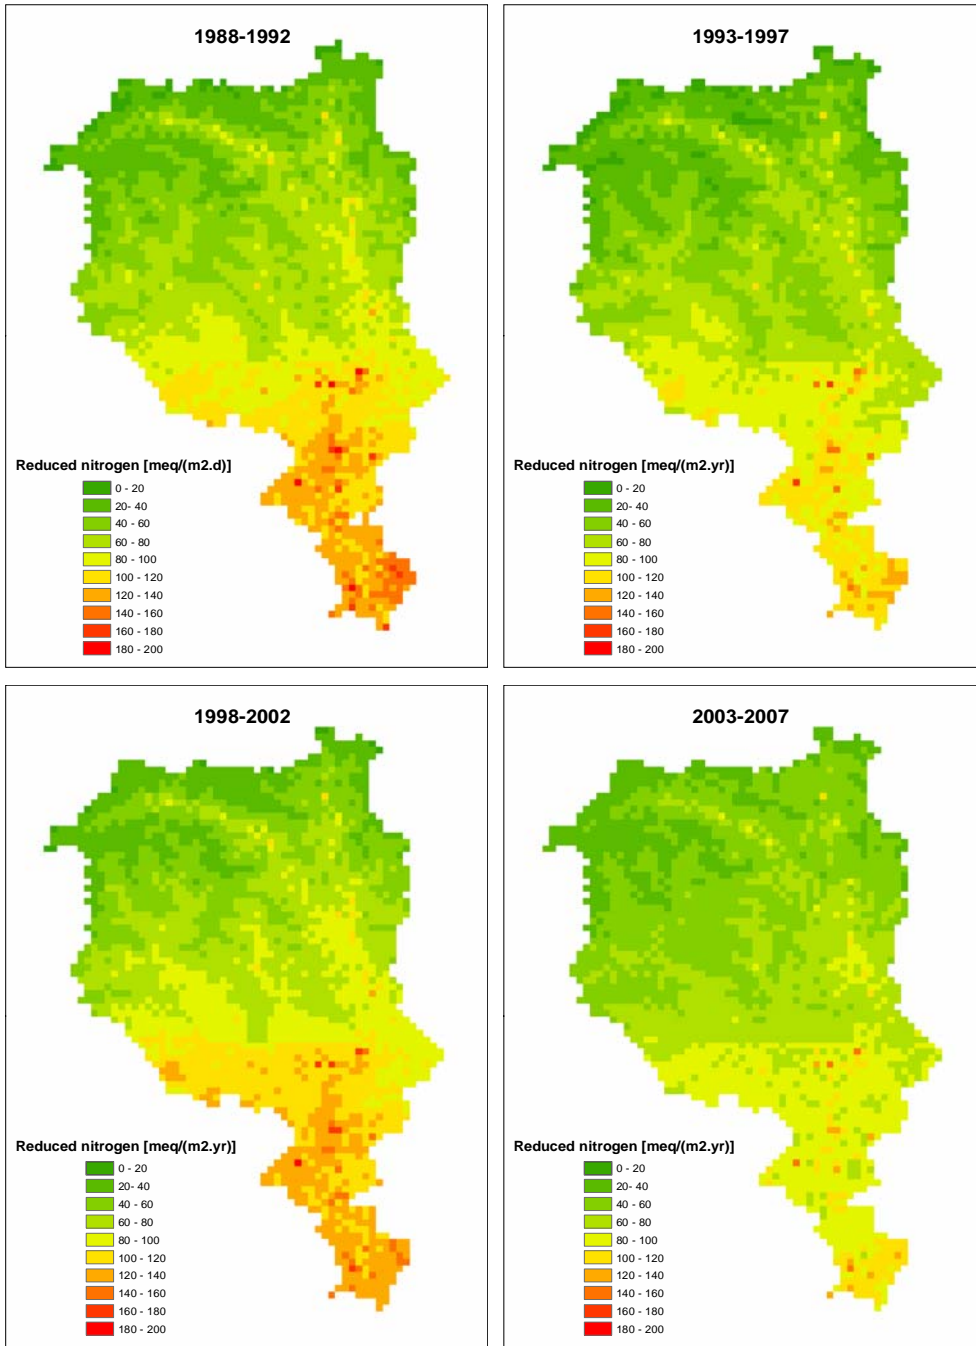 1988-1992
Reduced nitrogen [meq/(m2.d)]
0 - 20
20- 40
40 - 60
60 - 80
80 - 100
100 - 120
120 - 140
140 - 160
160 - 180
180 - 200
1993-1997
Reduced nitrogen [meq/(m2.yr)]
0 - 20
20- 40
40 - 60
60 - 80
80 - 100
100 - 120
120 - 140
140 - 160
160 - 180
180 - 200
1998-2002
Reduced nitrogen [meq/(m2.yr)]
0 - 20
20- 40
40 - 60
60 - 80
80 - 100
100 - 120
120 - 140
140 - 160
160 - 180
180 - 200
2003-2007
Reduced nitrogen [meq/(m2.yr)]
0 - 20
20- 40
40 - 60
60 - 80
80 - 100
100 - 120
120 - 140
140 - 160
160 - 180
180 - 200